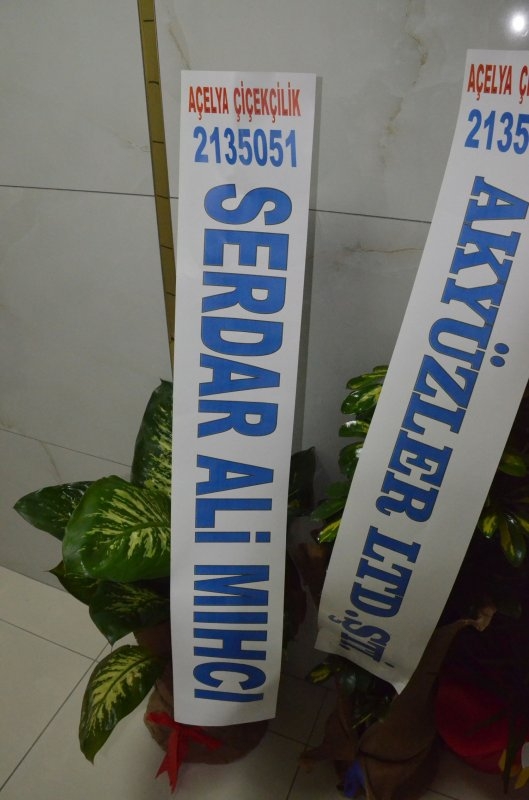 AÇELYA ÇİÇEKÇİLİK
2135051
SERDAR ALİ MIHCI
AÇELYA
2135
AKYÜZLER LTD.ŞTİ.